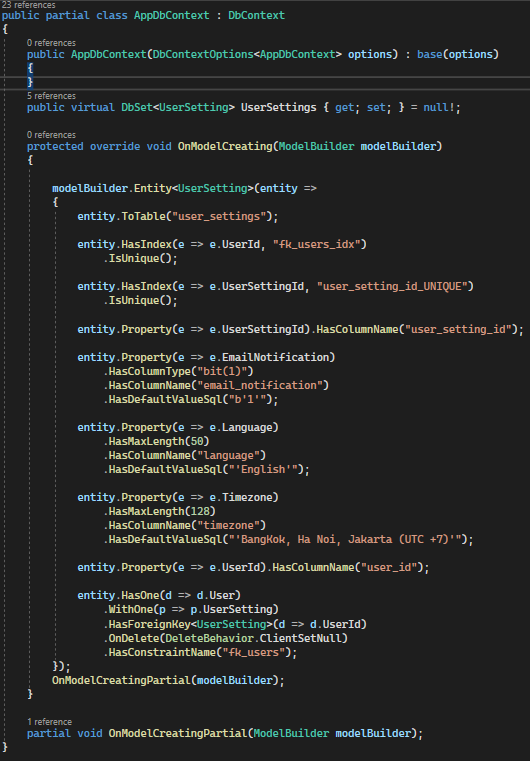 23 references
public partial class AppDbContext : DbContext
{
0 references
public AppDbContext(DbContextOptions<AppDbContext> options) : base(options)
{
}
5 references
public virtual DbSet<UserSetting> UserSettings { get; set; } = null!;
0 references
protected override void OnModelCreating(ModelBuilder modelBuilder)
{
modelBuilder.Entity<UserSetting>(entity =>
{
entity.ToTable("user_settings");
entity.HasIndex(e => e.UserId, "fk_users_idx")
.IsUnique();
entity.HasIndex(e => e.UserSettingId, "user_setting_id_UNIQUE")
.IsUnique();
entity.Property(e => e.UserSettingId).HasColumnName("user_setting_id");
entity.Property(e => e.EmailNotification)
.HasColumnType("bit(1)")
.HasColumnName("email_notification")
.HasDefaultValueSql("b'1'");
entity.Property(e => e.Language)
.HasMaxLength(50)
.HasColumnName("language")
.HasDefaultValueSql("'English'");
entity.Property(e => e.Timezone)
.HasMaxLength(128)
.HasColumnName("timezone")
.HasDefaultValueSql("'BangKok, Ha Noi, Jakarta (UTC +7)'");
entity.Property(e => e.UserId).HasColumnName("user_id");
entity.HasOne(d => d.User)
.WithOne(p => p.UserSetting)
.HasForeignKey<UserSetting>(d => d.UserId)
.OnDelete(DeleteBehavior.ClientSetNull)
.HasConstraintName("fk_users");
});
OnModelCreatingPartial(modelBuilder);
}
1 reference
partial void OnModelCreatingPartial(ModelBuilder modelBuilder);
}